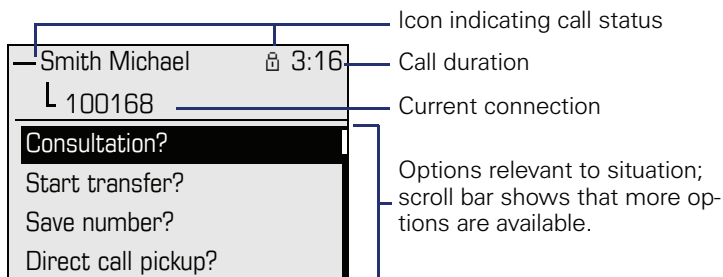 Icon indicating call status
Smith Michael 3:16
Call duration
100168
Current connection
Consultation?
Options relevant to situation;
Start transfer?
scroll bar shows that more op-
Save number?
tions are available.
Direct call pickup?